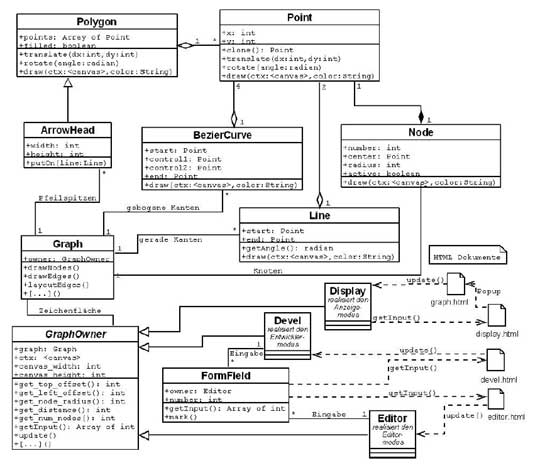 Polygon
+points: Array of Point
+filled: boolean
+translate(dx:int,dy:int)
+rotate(angle:radian)
+draw(ctx:<canvas>,color:String)
1
*
Point
+x: int
+y: int
+clone(): Point
+translate(dx:int,dy:int)
+rotate(angle:radian)
+draw(ctx:<canvas>,color:String)
4
2
1
ArrowHead
+width: int
+height: int
+putOn(line:Line)
*
Pfeilspitzen
1
1
BezierCurve
+start: Point
+control1: Point
+control2: Point
+end: Point
+draw(ctx:<canvas>,color:String)
*
gebogene Kanten
1
Node
+number: int
+center: Point
+radius: int
+active: boolean
+draw(ctx:<canvas>,color:String)
1
Line
+start: Point
+end: Point
+getAngle(): radian
+draw(ctx:<canvas>,color:String)
1
1
gerade Kanten
*
Graph
+owner: GraphOwner
+drawNodes()
+drawEdges()
+layoutEdges()
+[...]()
1
Knoten
Zeichenfläche
HTML Dokumente
GraphOwner
+graph: Graph
+ctx: <canvas>
+canvas_width: int
+canvas_height: int
+get_top_offset(): int
+get_left_offset(): int
+get_node_radius(): int
+get_distance(): int
+get_num_nodes(): int
+getInput(): Array of int
+update()
+[...]()
Display
realisiert den
Anzeige-
modus
update()
graph.html
Popup
getInput()
display.html
Devel
realisiert den
Entwickler-
modus
1
Eingabe
*
update()
getInput()
devel.html
FormField
+owner: Editor
+number: int
+getInput(): Array of int
+mark()
*
Eingabe
1
getInput()
Editor
realisiert den
Editor-
modus
update()
editor.html